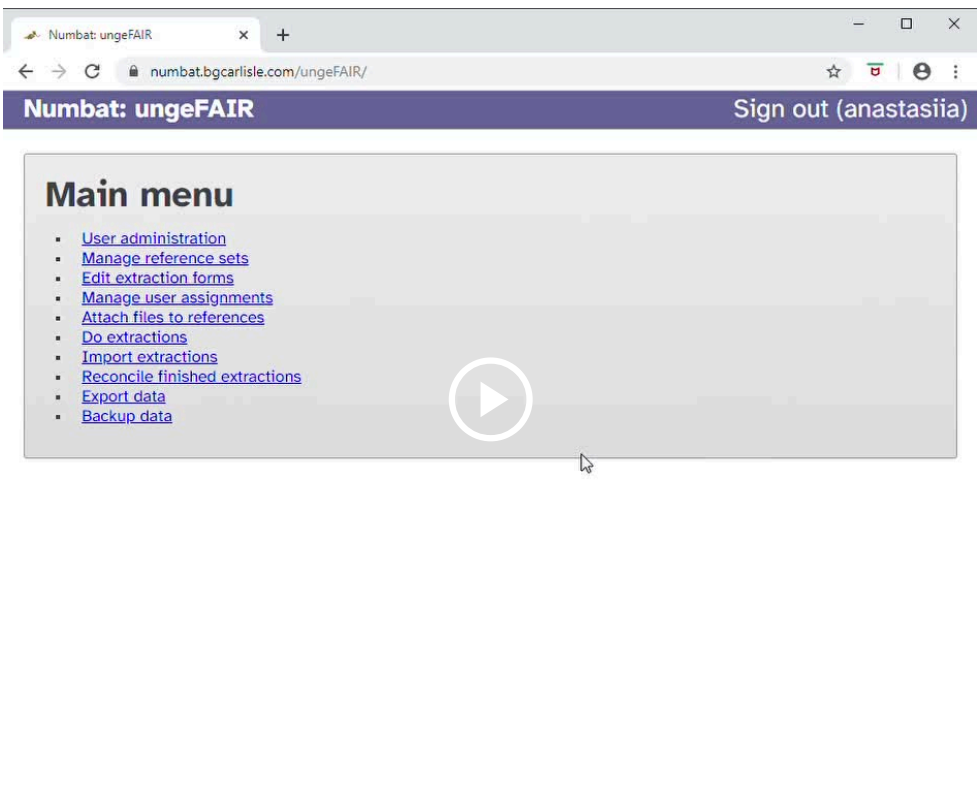 Numbat: ungeFAIR
numbat.bgcarlisle.com/ungeFAIR/
Numbat: ungeFAIR Sign out (anastasiia)
Main menu
User administration
Manage reference sets
Edit extraction forms
Manage user assignments
Attach files to references
Do extractions
Import extractions
Reconcile finished extractions
Export data
Backup data